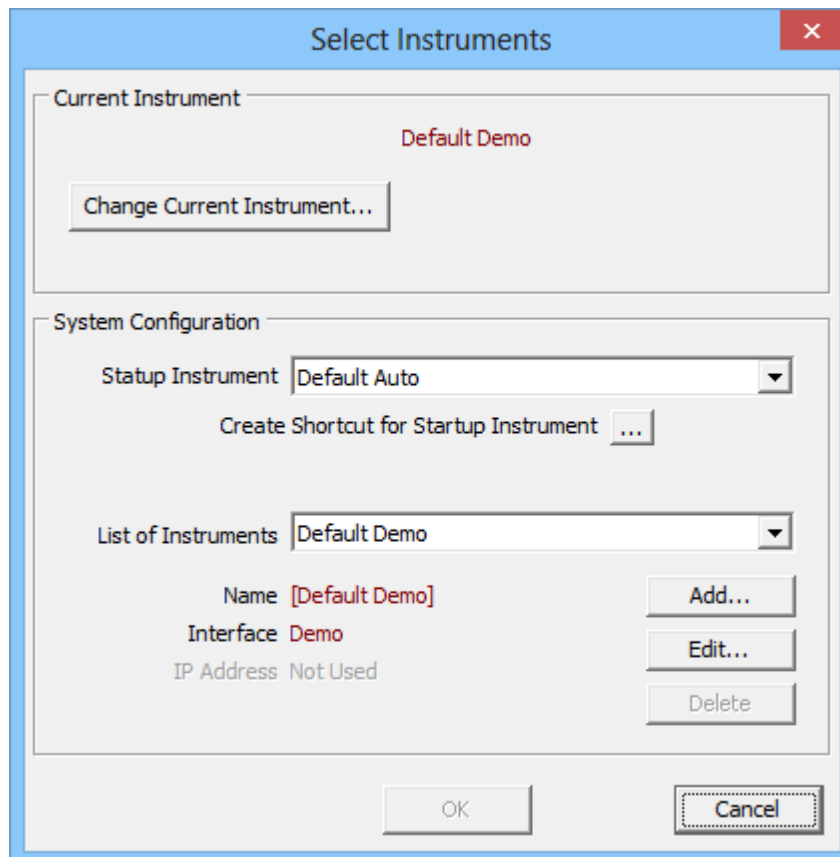 Select Instruments
Current Instrument
Default Demo
Change Current Instrument...
System Configuration
Statup Instrument Default Auto
Create Shortcut for Startup Instrument ...
List of Instruments Default Demo
Name [Default Demo] Add...
Interface Demo Edit...
IP Address Not Used
Delete
OK Cancel